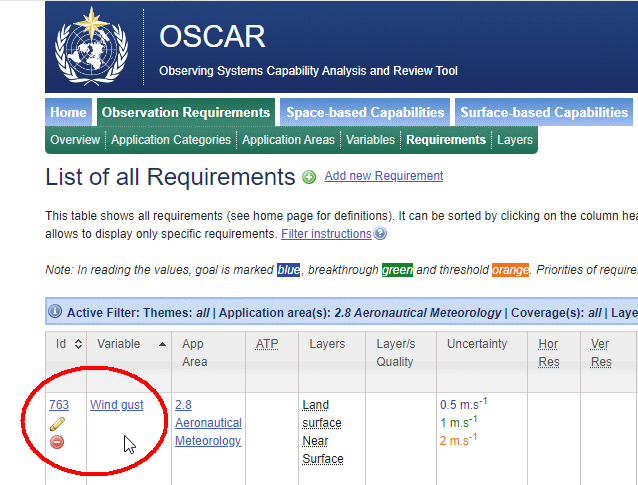 OSCAR
Observing Systems Capability Analysis and Review Tool
Home Observation Requirements Space-based Capabilities Surface-based Capabilities
Overview Application Categories Application Areas Variables Requirements Layers
List of all Requirements Add new Requirement
This table shows all requirements (see home page for definitions). It can be sorted by clicking on the column hea
allows to display only specific requirements. Filter instructions
Note: In reading the values, goal is marked blue, breakthrough green and threshold orange. Priorities of require
Active Filter: Themes: all | Application area(s): 2.8 Aeronautical Meteorology | Coverage(s): all | Laye
Id Variable App ATP Layers Layer/s Uncertainty Hor Ver
Area Quality Res Res
763 Wind gust 2.8 Land 0.5 m.s-1
Aeronautical surface 1 m.s-1
Meteorology Near 2 m.s-1
Surface